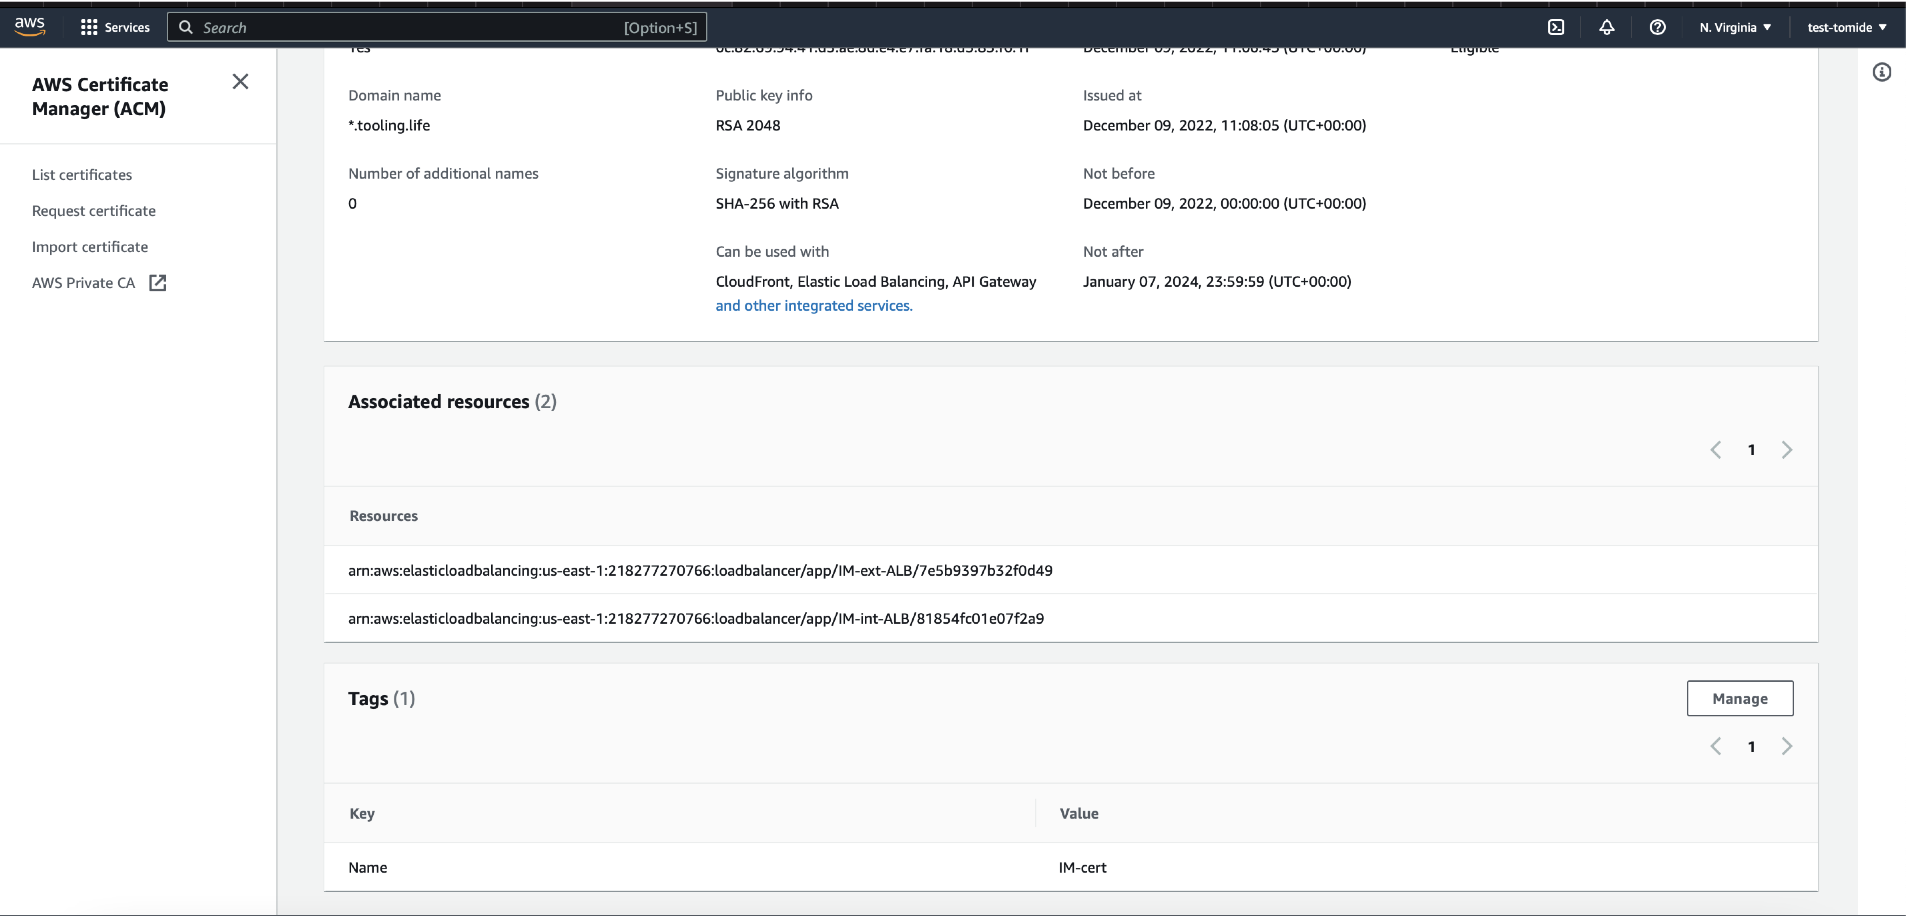 aws
Services
Search [Option+S]
N. Virginia
test-tomide
AWS Certificate
Manager (ACM)
List certificates
Request certificate
Import certificate
AWS Private CA
Yes
Eligible
Domain name
*.tooling.life
Number of additional names
0
Public key info
RSA 2048
Signature algorithm
SHA-256 with RSA
Can be used with
CloudFront, Elastic Load Balancing, API Gateway
and other integrated services.
Issued at
December 09, 2022, 11:08:05 (UTC+00:00)
Not before
December 09, 2022, 00:00:00 (UTC+00:00)
Not after
January 07, 2024, 23:59:59 (UTC+00:00)
Associated resources (2)
1
Resources
arn:aws:elasticloadbalancing:us-east-1:218277270766:loadbalancer/app/IM-ext-ALB/7e5b9397b32f0d49
arn:aws:elasticloadbalancing:us-east-1:218277270766:loadbalancer/app/IM-int-ALB/81854fc01e07f2a9
Tags (1)
Manage
1
Key Value
Name IM-cert